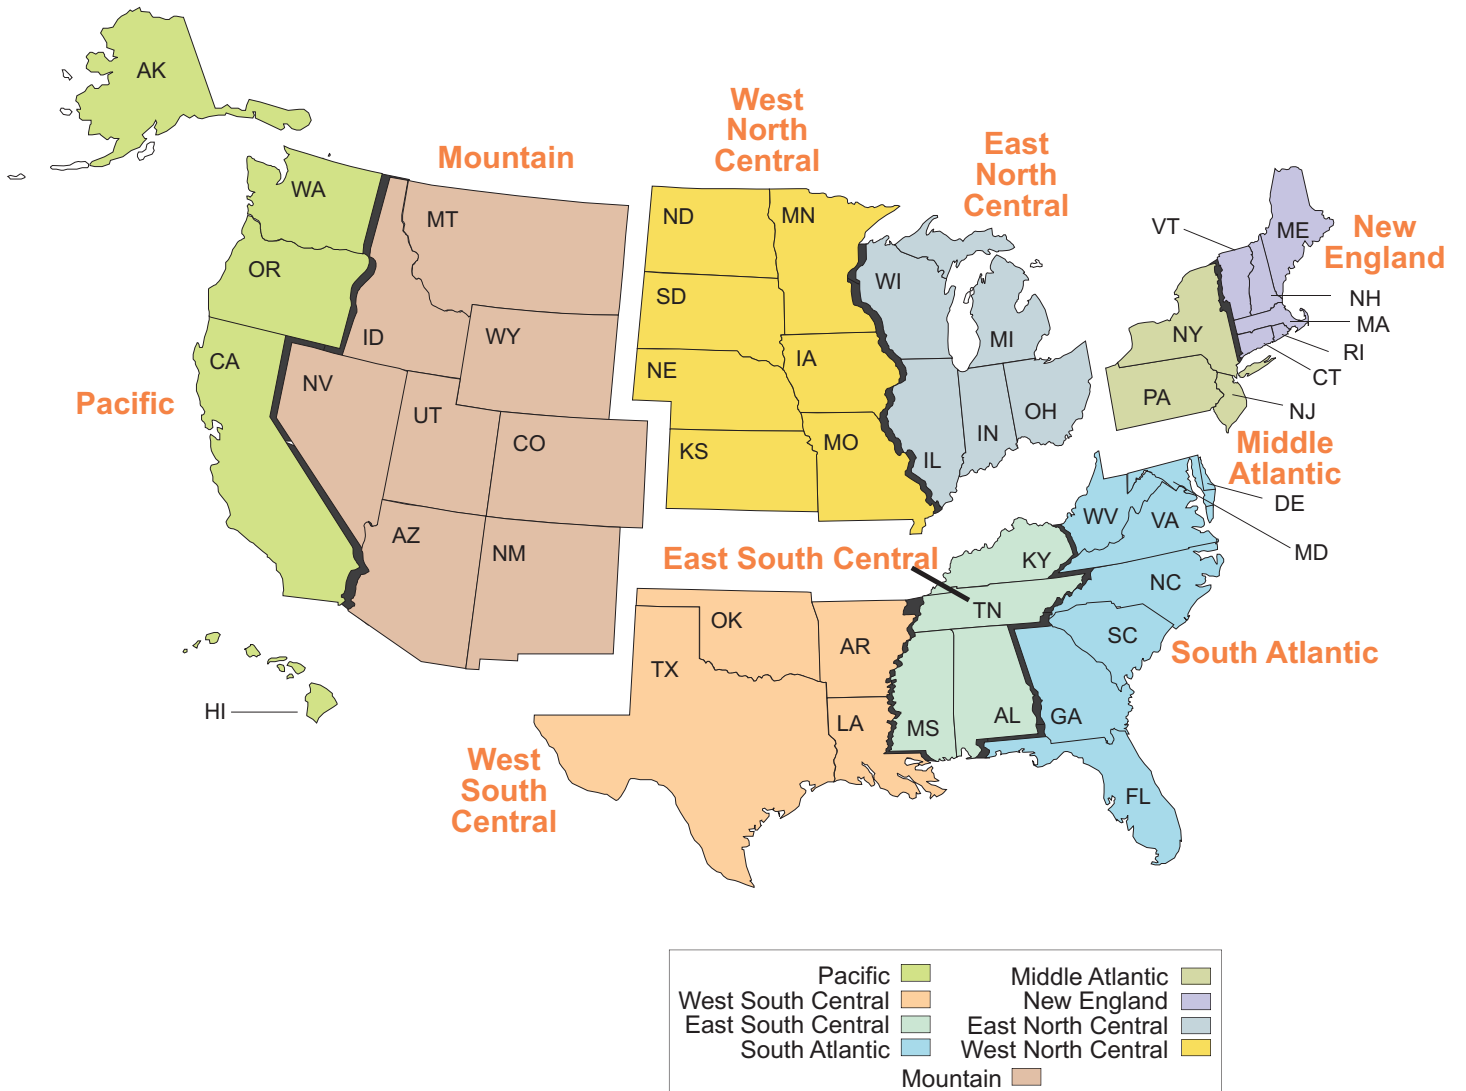 AK
West
North
Central
East
North
Central
Mountain
WA
MT
ND
MN
VT
ME
New
England
OR
WI
SD
NH
MA
ID
WY
NY
MI
RI
CA
NV
NE
IA
CT
Pacific
UT
PA
NJ
OH
CO
KS
MO
IN
IL
Middle
Atlantic
DE
WV
VA
AZ
NM
MD
East South Central
KY
NC
TN
OK
AR
SC
TX
South Atlantic
HI
LA
MS
AL
GA
West
South
Central
FL
Pacific
Middle Atlantic
West South Central
New England
East South Central
East North Central
South Atlantic
West North Central
Mountain